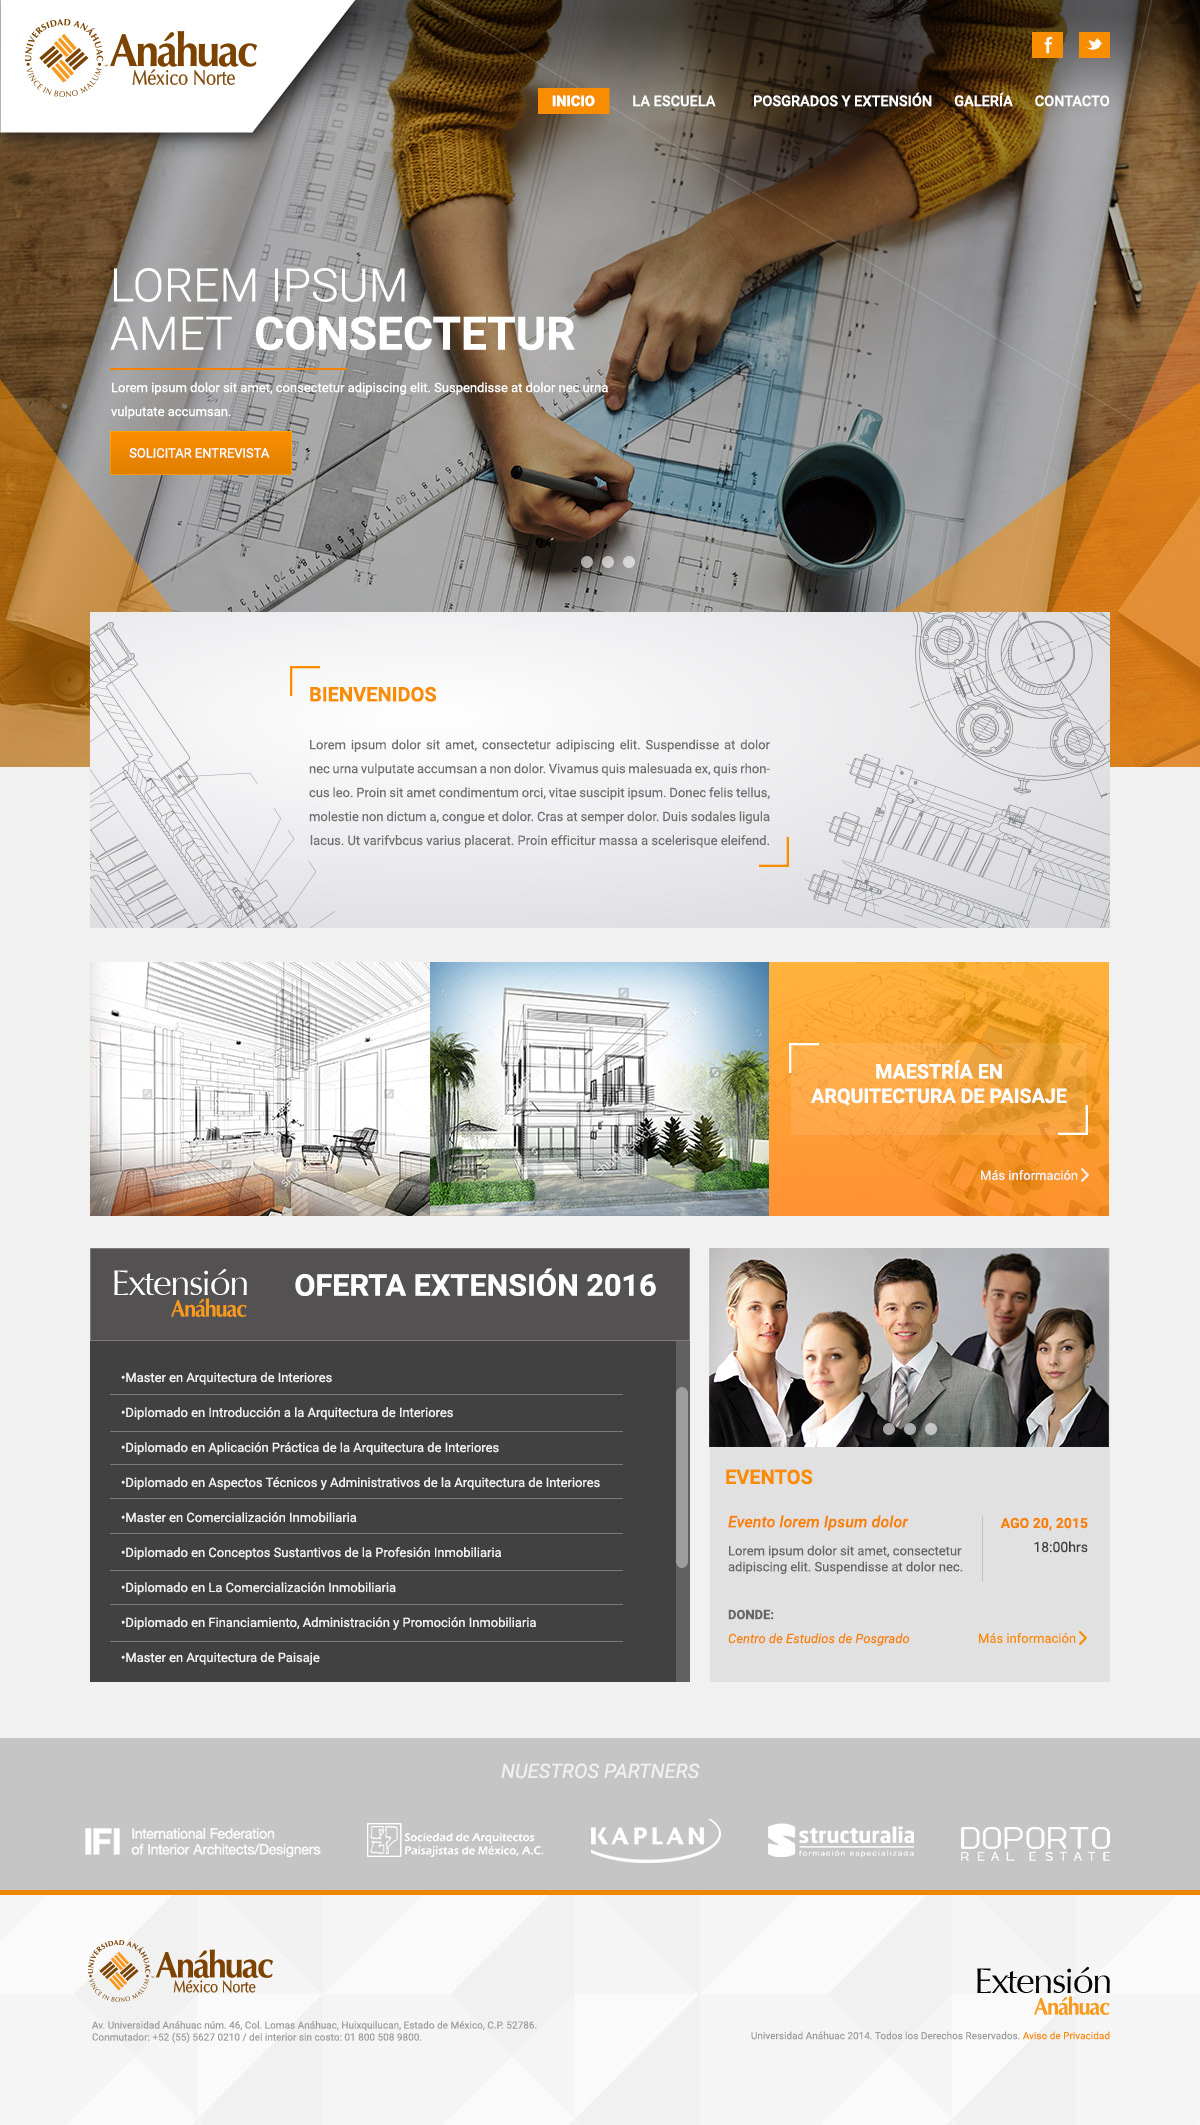 UNIVERSIDAD ANÁHUAC
VINCE IN BONO MALUM
Anáhuac
México Norte
INICIO
LA ESCUELA
POSGRADOS Y EXTENSIÓN
GALERÍA
CONTACTO
LOREM IPSUM
AMET CONSECTETUR
Lorem ipsum dolor sit amet, consectetur adipiscing elit. Suspendisse at dolor nec urna
vulputate accumsan.
SOLICITAR ENTREVISTA
BIENVENIDOS
Lorem ipsum dolor sit amet, consectetur adipiscing elit. Suspendisse at dolor
nec urna vulputate accumsan a non dolor. Vivamus quis malesuada ex, quis rhon-
cus leo. Proin sit amet condimentum orci, vitae suscipit ipsum. Donec felis tellus,
molestie non dictum a, congue et dolor. Cras at semper dolor. Duis sodales ligula
lacus. Ut varifvbcus varius placerat. Proin efficitur massa a scelerisque eleifend.
MAESTRÍA EN
ARQUITECTURA DE PAISAJE
Más información
Extensión
Anáhuac
OFERTA EXTENSIÓN 2016
•Master en Arquitectura de Interiores
•Diplomado en Introducción a la Arquitectura de Interiores
•Diplomado en Aplicación Práctica de la Arquitectura de Interiores
•Diplomado en Aspectos Técnicos y Administrativos de la Arquitectura de Interiores
•Master en Comercialización Inmobiliaria
•Diplomado en Conceptos Sustantivos de la Profesión Inmobiliaria
•Diplomado en La Comercialización Inmobiliaria
•Diplomado en Financiamiento, Administración y Promoción Inmobiliaria
•Master en Arquitectura de Paisaje
EVENTOS
Evento lorem Ipsum dolor
Lorem ipsum dolor sit amet, consectetur
adipiscing elit. Suspendisse at dolor nec.
AGO 20, 2015
18:00hrs
DONDE:
Centro de Estudios de Posgrado
Más información
NUESTROS PARTNERS
IFI International Federation
of Interior Architects/Designers
Sociedad de Arquitectos
Paisajistas de México, A.C.
KAPLAN
structuralia
formación especializada
DOPORTO
REAL ESTATE
UNIVERSIDAD ANÁHUAC
VINCE IN BONO MALUM
Anáhuac
México Norte
Av. Universidad Anáhuac núm. 46, Col. Lomas Anáhuac, Huixquilucan, Estado de México, C.P. 52786.
Conmutador: +52 (55) 5627 0210 / del interior sin costo: 01 800 508 9800.
Extensión
Anáhuac
Universidad Anáhuac 2014. Todos los Derechos Reservados. Aviso de Privacidad